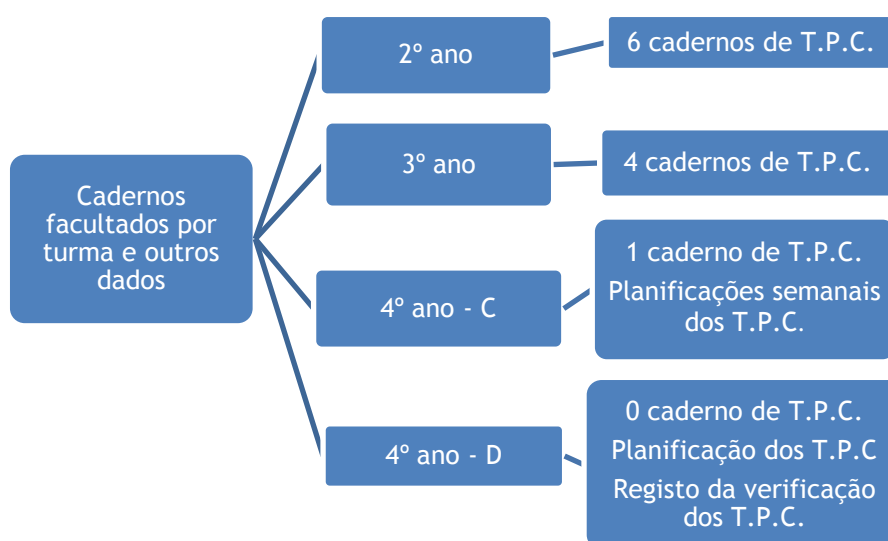 Cadernos
facultados por
turma e outros
dados
2º ano
6 cadernos de T.P.C.
3º ano
4 cadernos de T.P.C.
4º ano - C
1 caderno de T.P.C.
Planificações semanais
dos T.P.C.
4º ano - D
0 caderno de T.P.C.
Planificação dos T.P.C
Registo da verificação
dos T.P.C.